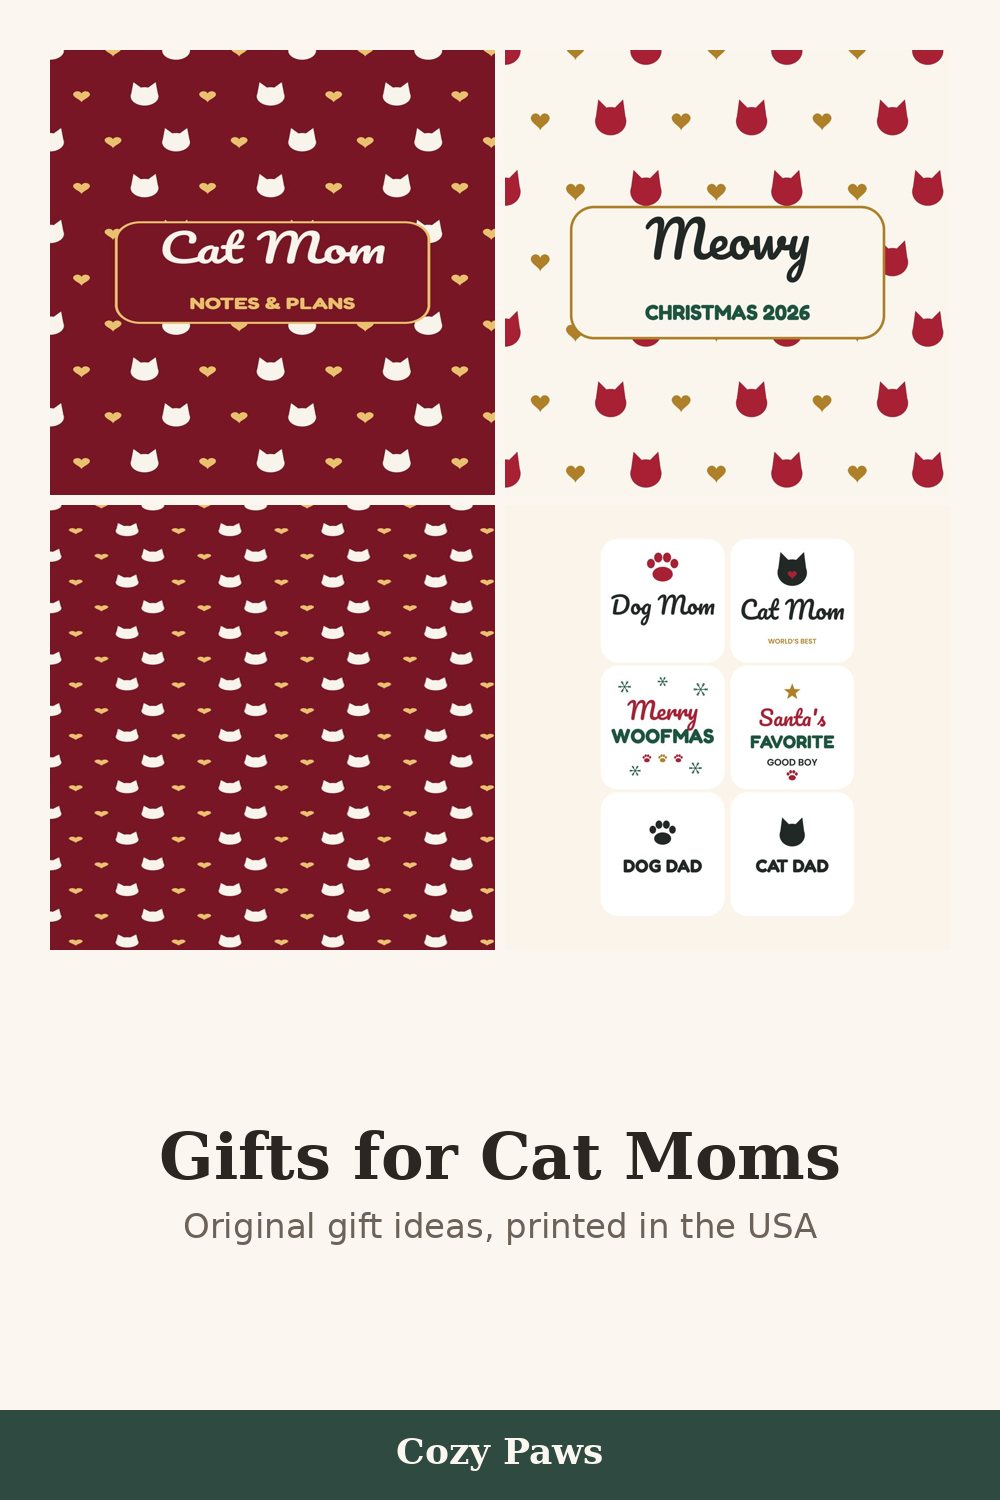 Cat Mom
NOTES & PLANS
Meowy
CHRISTMAS 2026
Dog Mom
Cat Mom
WORLD'S BEST
Merry
WOOFMAS
Santa's
FAVORITE
GOOD BOY
DOG DAD
CAT DAD
Gifts for Cat Moms
Original gift ideas, printed in the USA
Cozy Paws